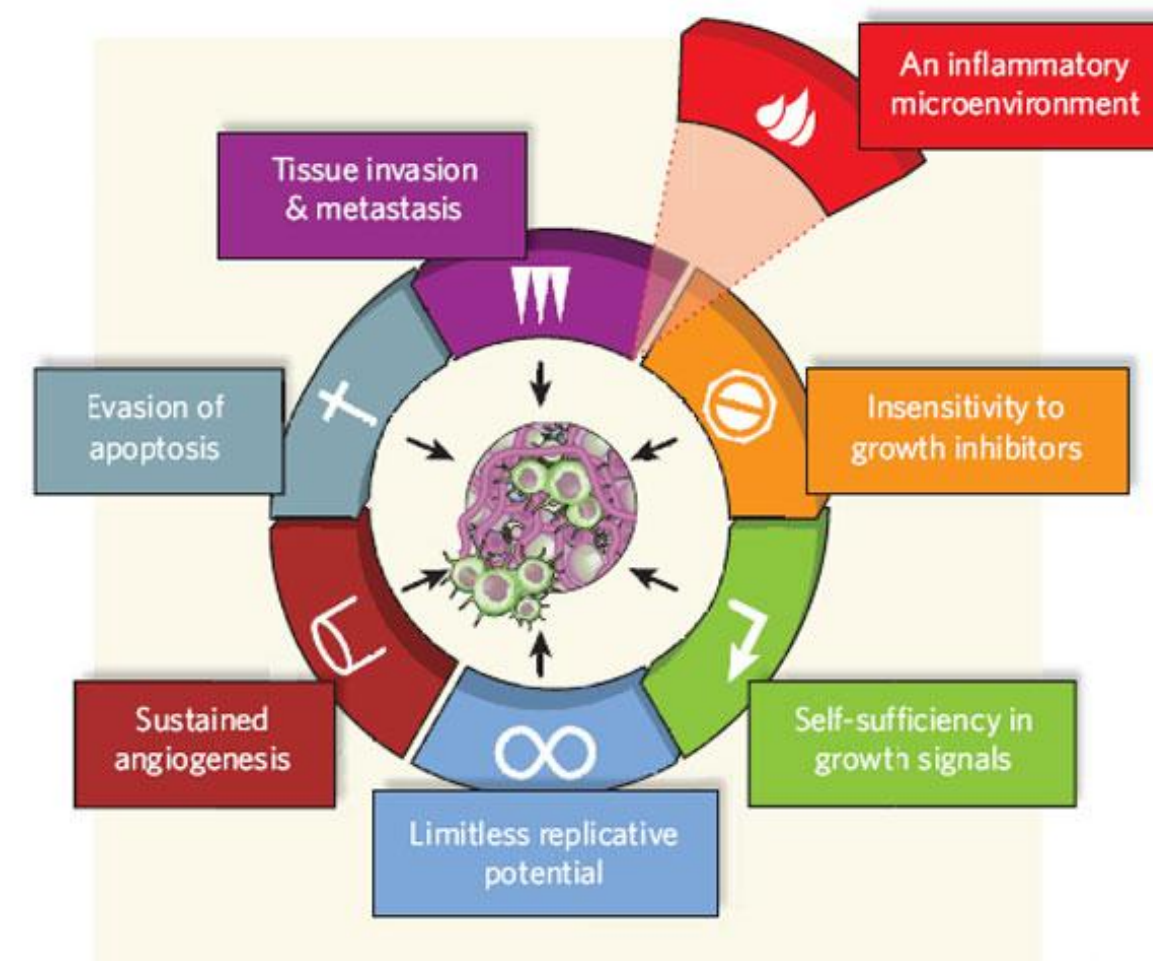 An inflammatory
microenvironment
Tissue invasion
& metastasis
Evasion of
apoptosis
Insensitivity to
growth inhibitors
Sustained
angiogenesis
Self-sufficiency in
growth signals
Limitless replicative
potential